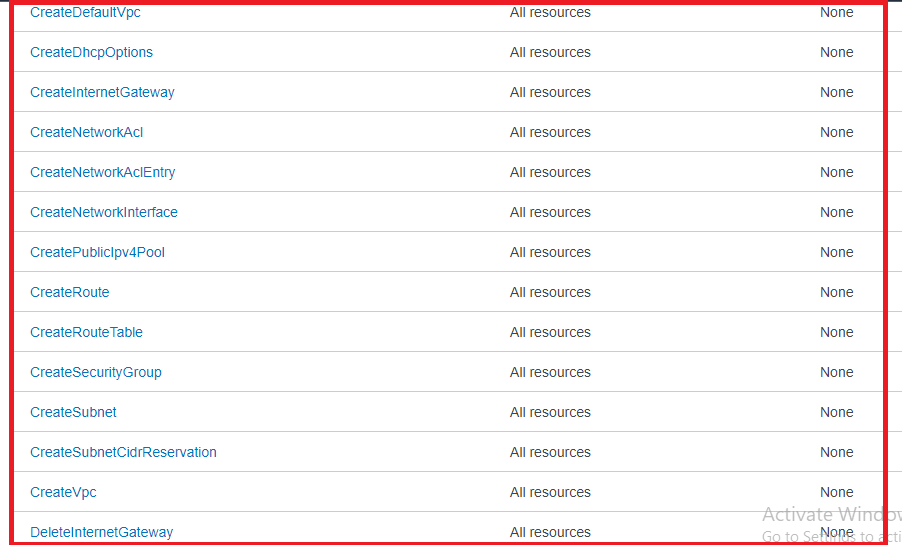 CreateDefaultVpc All resources None
CreateDhcpOptions All resources None
CreateInternetGateway All resources None
CreateNetworkAcl All resources None
CreateNetworkAclEntry All resources None
CreateNetworkInterface All resources None
CreatePublicIpv4Pool All resources None
CreateRoute All resources None
CreateRouteTable All resources None
CreateSecurityGroup All resources None
CreateSubnet All resources None
CreateSubnetCidrReservation All resources None
CreateVpc All resources None
Activate Window
DeleteInternetGateway All resources None
Go to Settings to acti